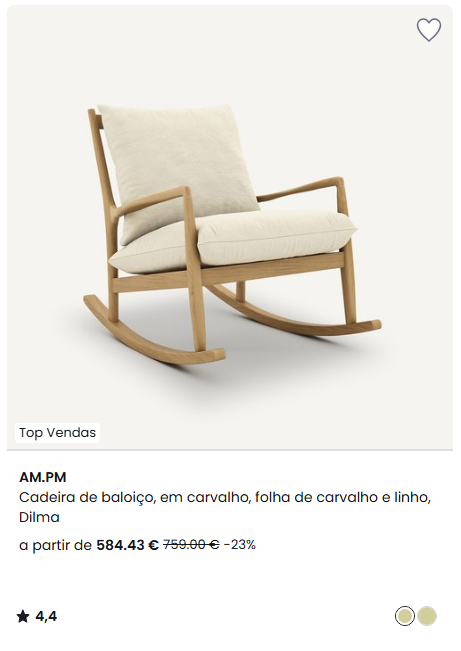 Top Vendas
AM.PM
Cadeira de baloiço, em carvalho, folha de carvalho e linho,
Dilma
a partir de 584.43 € 759.00 € -23%
4,4